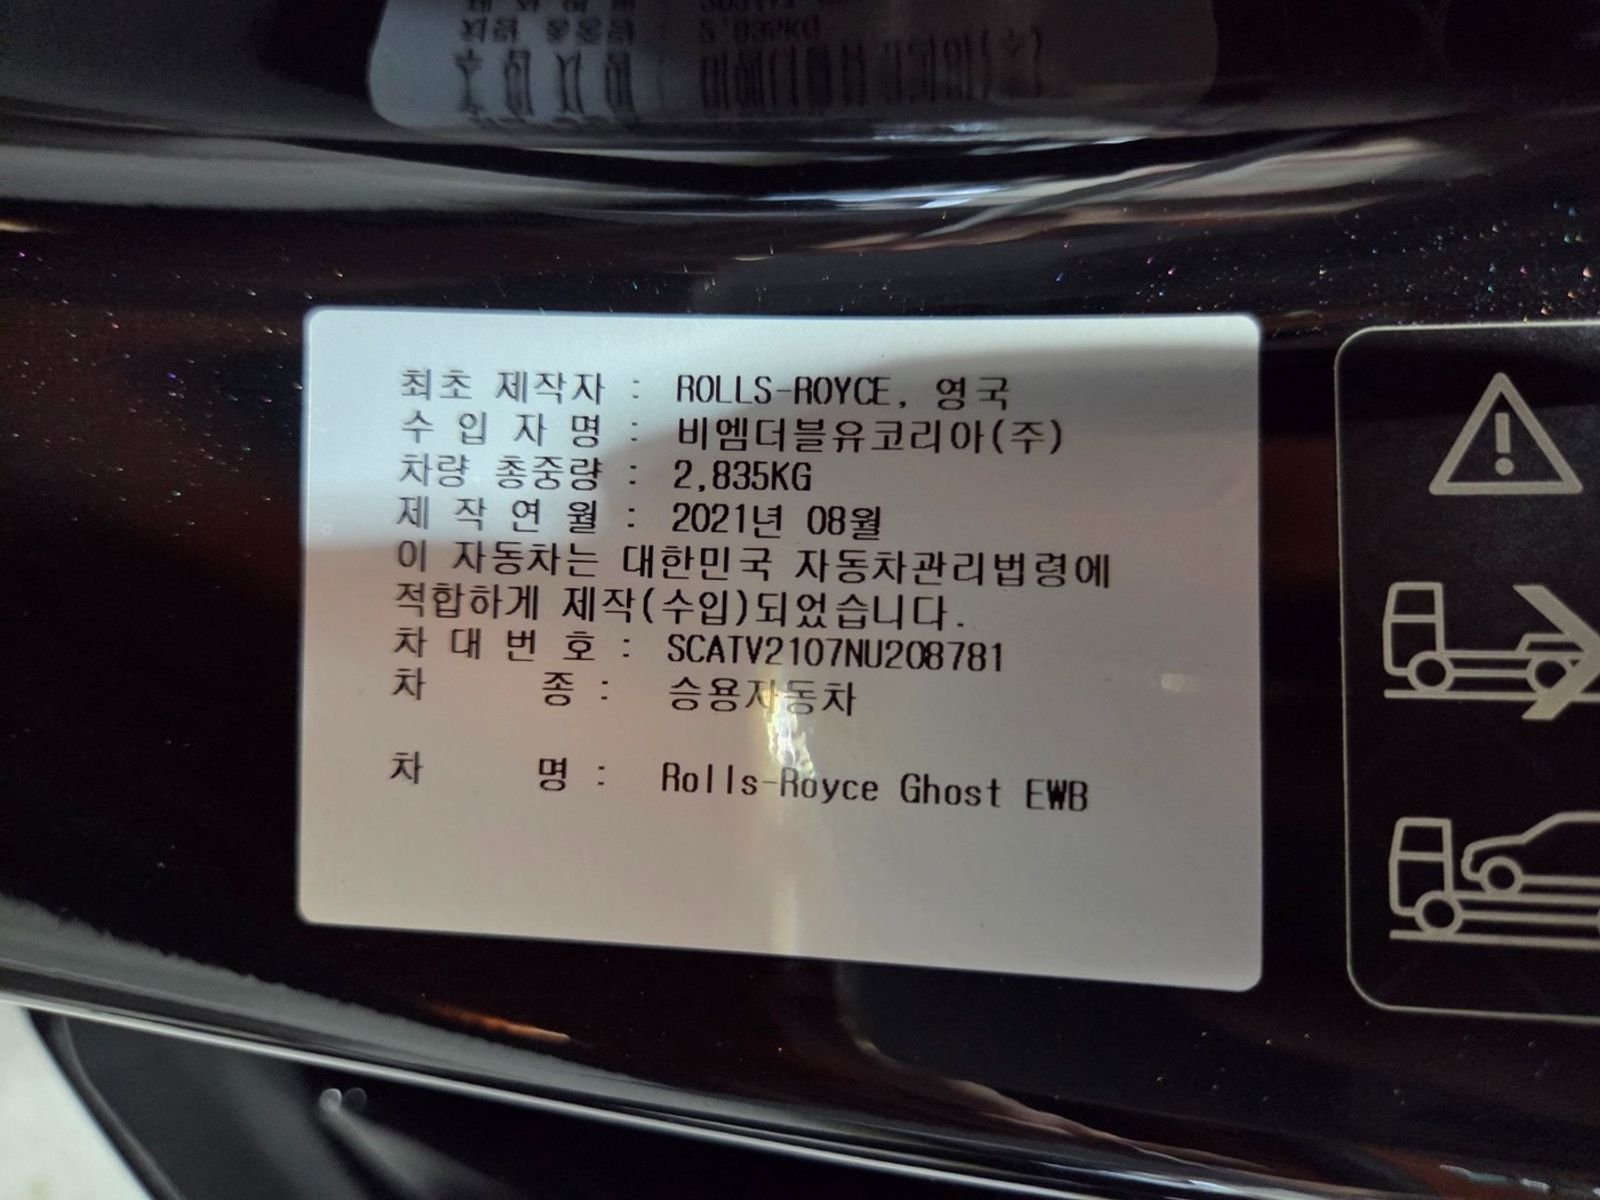 최초 제작자 : ROLLS-ROYCE, 영국
수 입 자 명 : 비엠더블유코리아(주)
차량 총중량 : 2,835KG
제 작 연 월 : 2021년 08월
이 자동차는 대한민국 자동차관리법령에
적합하게 제작(수입)되었습니다.
차 대 번 호 : SCATV2107NU208781
차 종 : 승용자동차
차 명 : Rolls-Royce Ghost EWB